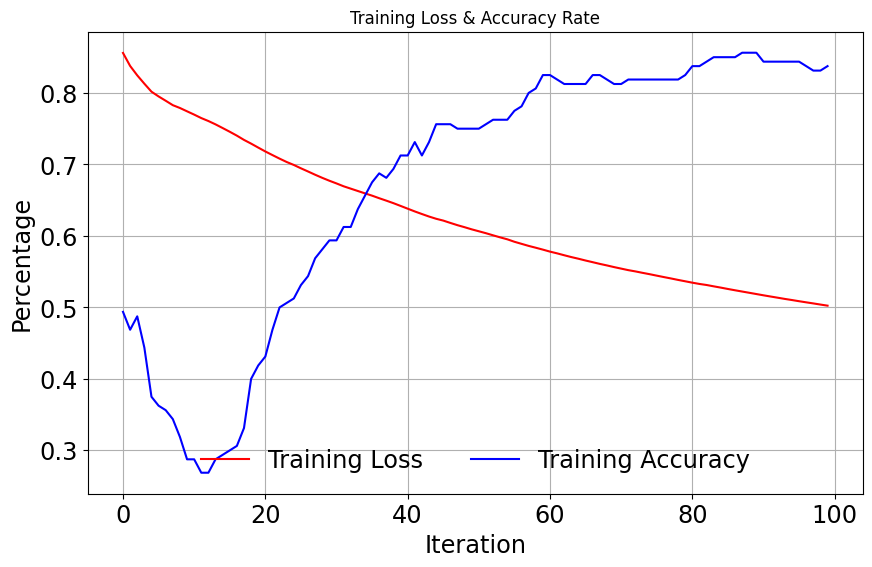 Training Loss & Accuracy Rate
Percentage
0.8
0.7
0.6
0.5
0.4
0.3
Training Loss
Training Accuracy
0 20 40 60 80 100
Iteration